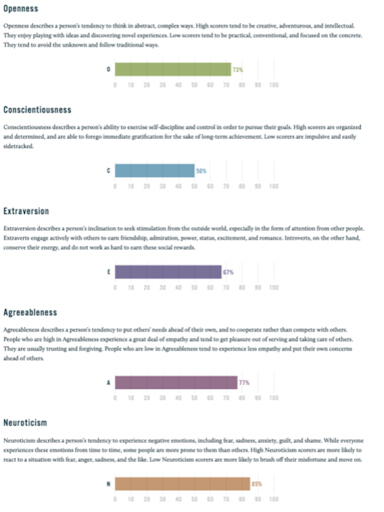 Openness
Openness describes a person's tendency to think in abstract, complex ways. High scorers tend to be creative, adventurous, and intellectual.
They enjoy playing with ideas and discovering novel experiences. Low scorers tend to be practical, conventional, and focused on the concrete.
They tend to avoid the unknown and follow traditional ways.
O 73%
0 10 20 30 40 50 60 70 80 90 100
Conscientiousness
Conscientiousness describes a person's ability to exercise self-discipline and control in order to pursue their goals. High scorers are organized
and determined, and are able to forego immediate gratification for the sake of long-term achievement. Low scorers are impulsive and easily
sidetracked.
C 50%
0 10 20 30 40 50 60 70 80 90 100
Extraversion
Extraversion describes a person's inclination to seek stimulation from the outside world, especially in the form of attention from other people.
Extraverts engage actively with others to earn friendship, admiration, power, status, excitement, and romance. Introverts, on the other hand,
conserve their energy, and do not work as hard to earn these social rewards.
E 67%
0 10 20 30 40 50 60 70 80 90 100
Agreeableness
Agreeableness describes a person's tendency to put others' needs ahead of their own, and to cooperate rather than compete with others.
People who are high in Agreeableness experience a great deal of empathy and tend to get pleasure out of serving and taking care of others.
They are usually trusting and forgiving. People who are low in Agreeableness tend to experience less empathy and put their own concerns
ahead of others.
A 77%
0 10 20 30 40 50 60 70 80 90 100
Neuroticism
Neuroticism describes a person's tendency to experience negative emotions, including fear, sadness, anxiety, guilt, and shame. While everyone
experiences these emotions from time to time, some people are more prone to them than others. High Neuroticism scorers are more likely to
react to a situation with fear, anger, sadness, and the like. Low Neuroticism scorers are more likely to brush off their misfortune and move on.
N 85%
0 10 20 30 40 50 60 70 80 90 100